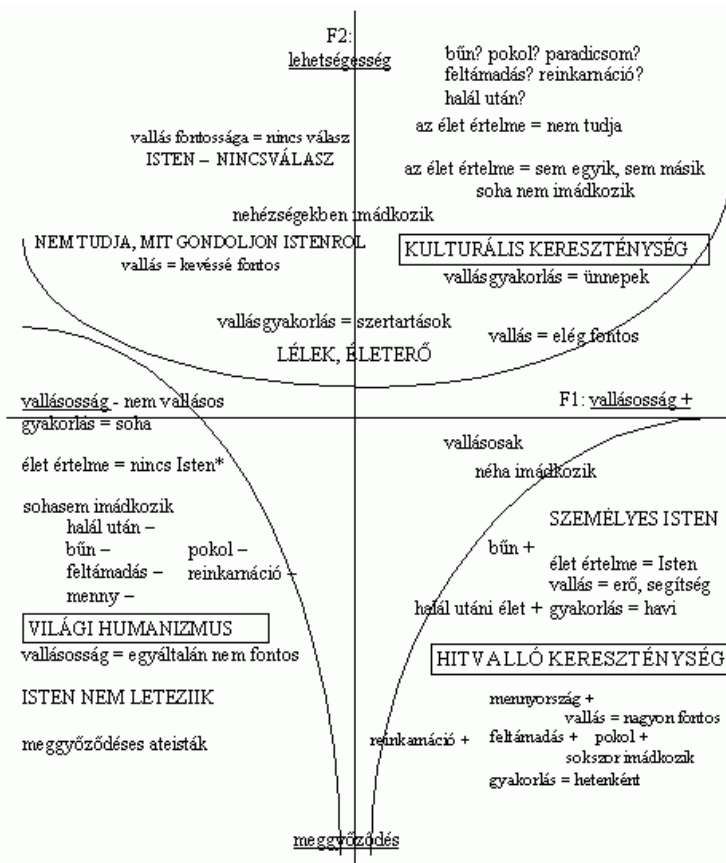 F2:
lehetségesség
bűn? pokol? paradicsom?
feltámadás? reinkarnáció?
halál után?
az élet értelme = nem tudja
vallás fontossága = nincs válasz
ISTEN – NINCSVÁLASZ
az élet értelme = sem egyik, sem másik
soha nem imádkozik
nehézségekben imádkozik
NEM TUDJA, MIT GONDOLJON ISTENROL
vallás = kevéssé fontos
KULTURÁLIS KERESZTÉNYSÉG
vallásgyakorlás = ünnepek
vallásgyakorlás = szertartások
vallás = elég fontos
LÉLEK, ÉLETERŐ
vallásosság - nem vallásos
F1: vallásosság +
gyakorlás = soha
vallásosak
néha imádkozik
élet értelme = nincs Isten*
sohasem imádkozik
halál után –
bűn – pokol –
feltámadás – reinkarnáció –
menny –
SZEMÉLYES ISTEN
bűn +
élet értelme = Isten
vallás = erő, segítség
halál utáni élet + gyakorlás = havi
VILÁGI HUMANIZMUS
vallásosság = egyáltalán nem fontos
HITVALLÓ KERESZTÉNYSÉG
ISTEN NEM LETEZIIK
mennyország +
vallás = nagyon fontos
meggyőződéses ateisták
reinkarnáció + feltámadás + pokol +
sokszor imádkozik
gyakorlás = hetenként
meggyőződés